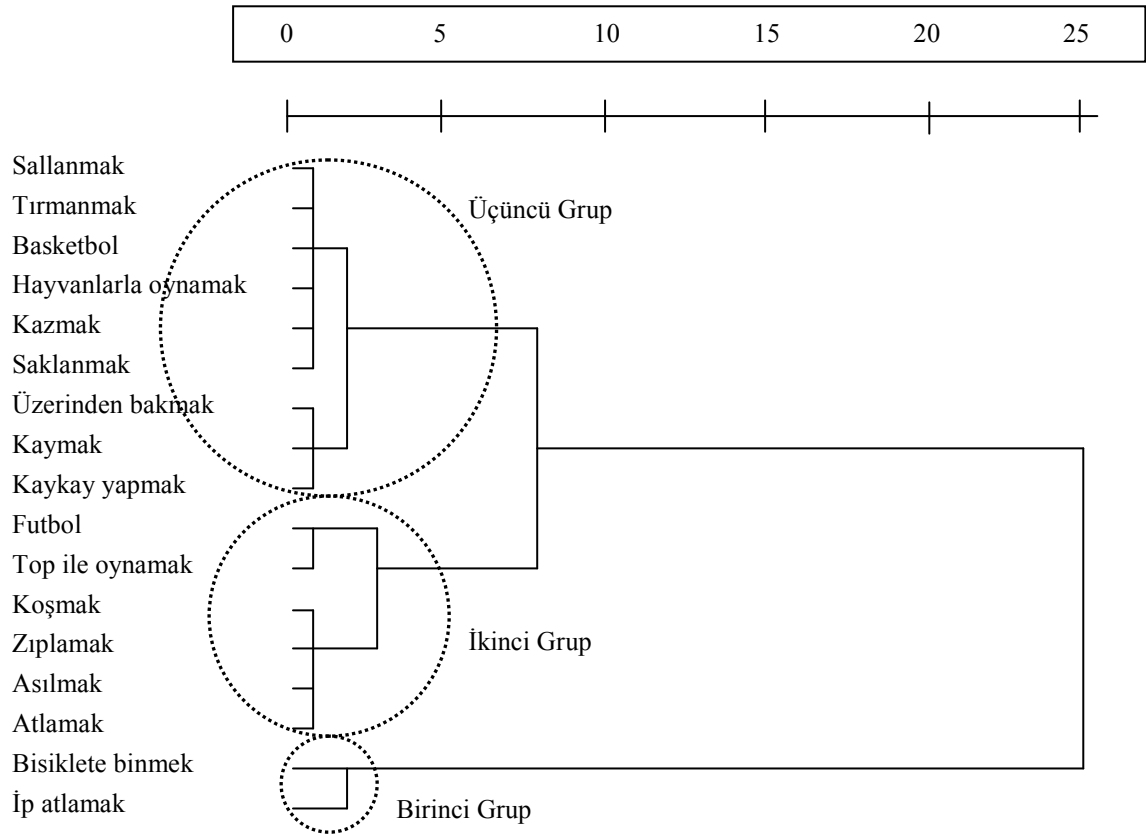 0 5 10 15 20 25
Sallanmak
Tırmanmak
Üçüncü Grup
Basketbol
Hayvanlarla oynamak
Kazmak
Saklanmak
Üzerinden bakmak
Kaymak
Kaykay yapmak
Futbol
Top ile oynamak
Koşmak
Zıplamak
İkinci Grup
Asılmak
Atlamak
Bisiklete binmek
İp atlamak
Birinci Grup